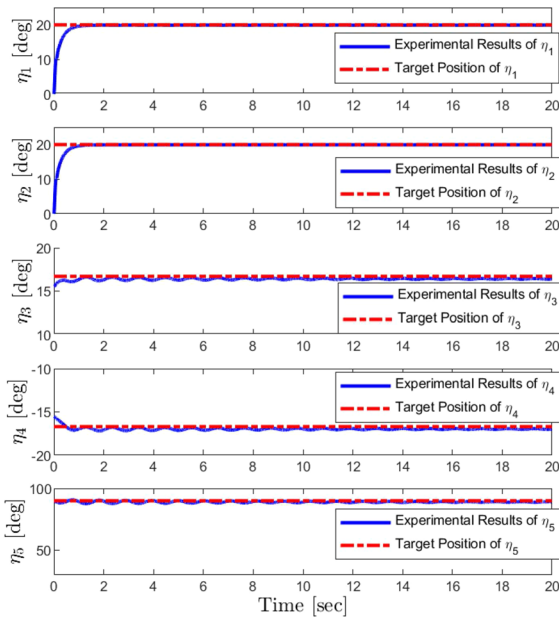 20
10
0
η1 [deg]
Experimental Results of η1
Target Position of η1
0 2 4 6 8 10 12 14 16 18 20
20
10
0
η2 [deg]
Experimental Results of η2
Target Position of η2
0 2 4 6 8 10 12 14 16 18 20
20
15
10
η3 [deg]
Experimental Results of η3
Target Position of η3
0 2 4 6 8 10 12 14 16 18 20
-10
-15
-20
η4 [deg]
Experimental Results of η4
Target Position of η4
0 2 4 6 8 10 12 14 16 18 20
100
50
η5 [deg]
Experimental Results of η5
Target Position of η5
0 2 4 6 8 10 12 14 16 18 20
Time [sec]